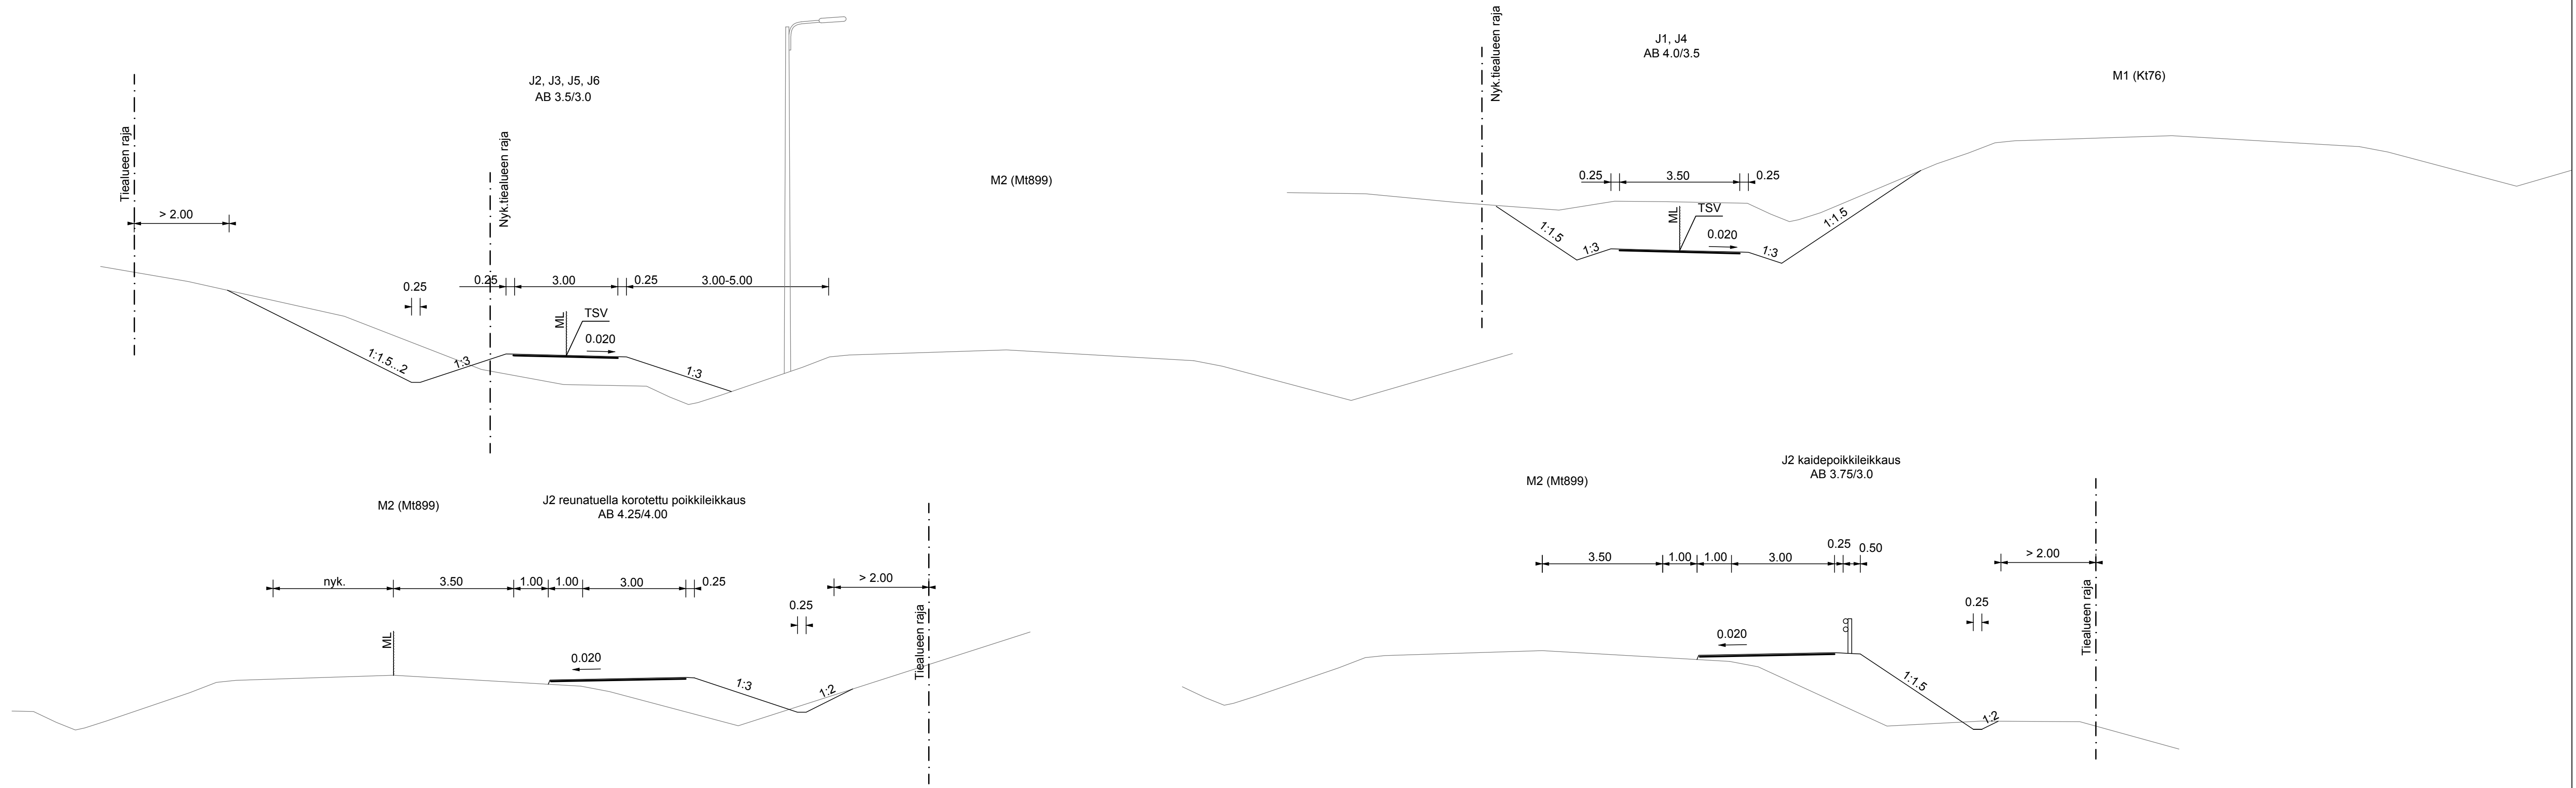 J2, J3, J5, J6
AB 3.5/3.0
Tiealueen raja
> 2.00
Nyk.tiealueen raja
0.25
0.25
3.00
0.25
3.00-5.00
ML
TSV
0.020
1:1.5...2
1:3
1:3
M2 (Mt899)
Nyk.tiealueen raja
J1, J4
AB 4.0/3.5
M1 (Kt76)
0.25
3.50
0.25
ML
TSV
0.020
1:1.5
1:3
1:3
1:1.5
M2 (Mt899)
J2 reunatuella korotettu poikkileikkaus
AB 4.25/4.00
nyk.
3.50
1.00
1.00
3.00
0.25
> 2.00
0.25
ML
0.020
1:3
1:2
Tiealueen raja
M2 (Mt899)
J2 kaidepoikkileikkaus
AB 3.75/3.0
3.50
1.00
1.00
3.00
0.25
0.50
> 2.00
0.25
0.020
1:1.5
1:2
Tiealueen raja